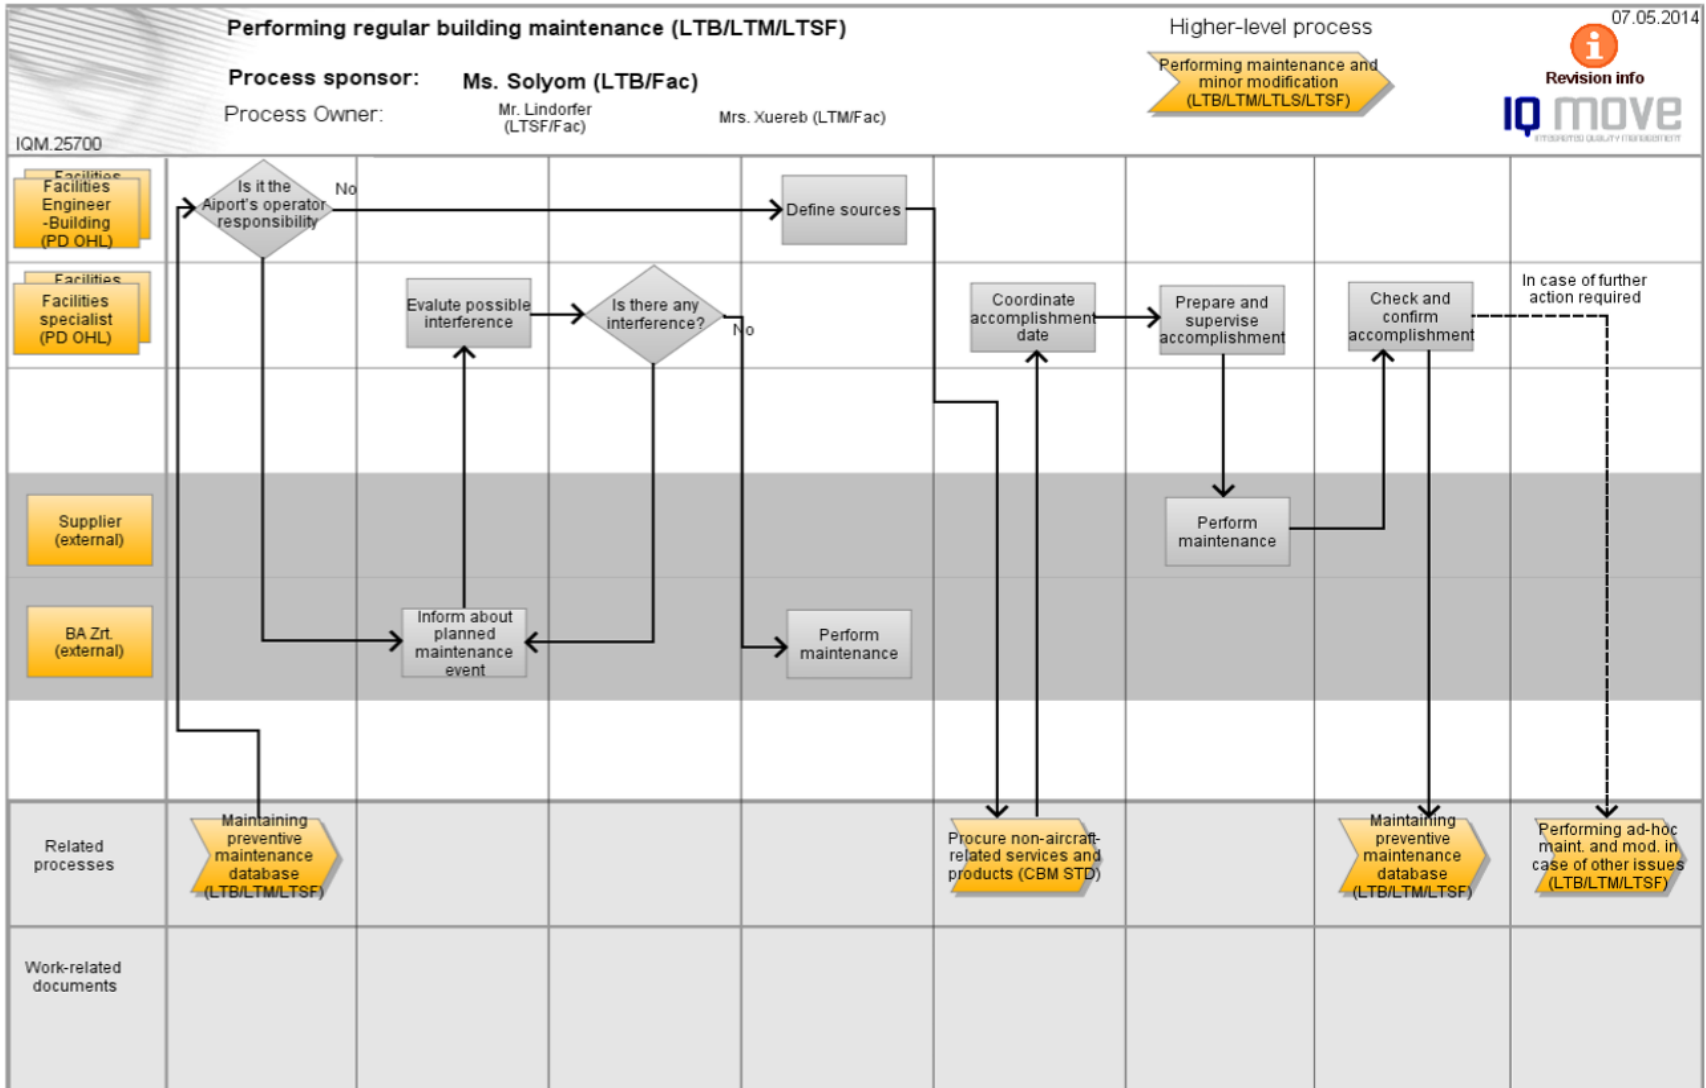 Performing regular building maintenance (LTB/LTM/LTSF)
Higher-level process
07.05.2014
Process sponsor:
Ms. Solyom (LTB/Fac)
Process Owner:
Mr. Lindorfer
(LTSF/Fac)
Mrs. Xuereb (LTM/Fac)
Performing maintenance and
minor modification
(LTB/LTM/LTLS/LTSF)
i
Revision info
IQ move
INTEGRATED QUALITY MANAGEMENT
IQM.25700
Facilities
Facilities
Engineer
-Building
(PD OHL)
Is it the
Aiport's operator
responsibility
No
Define sources
Facilities
Facilities
specialist
(PD OHL)
Evalute possible
interference
Is there any
interference?
No
Coordinate
accomplishment
date
Prepare and
supervise
accomplishment
Check and
confirm
accomplishment
In case of further
action required
Supplier
(external)
Perform
maintenance
BA Zrt.
(external)
Inform about
planned
maintenance
event
Perform
maintenance
Related
processes
Maintaining
preventive
maintenance
database
(LTB/LTM/LTSF)
Procure non-aircraft-
related services and
products (CBM STD)
Maintaining
preventive
maintenance
database
(LTB/LTM/LTSF)
Performing ad-hoc
maint. and mod. in
case of other issues
(LTB/LTM/LTSF)
Work-related
documents